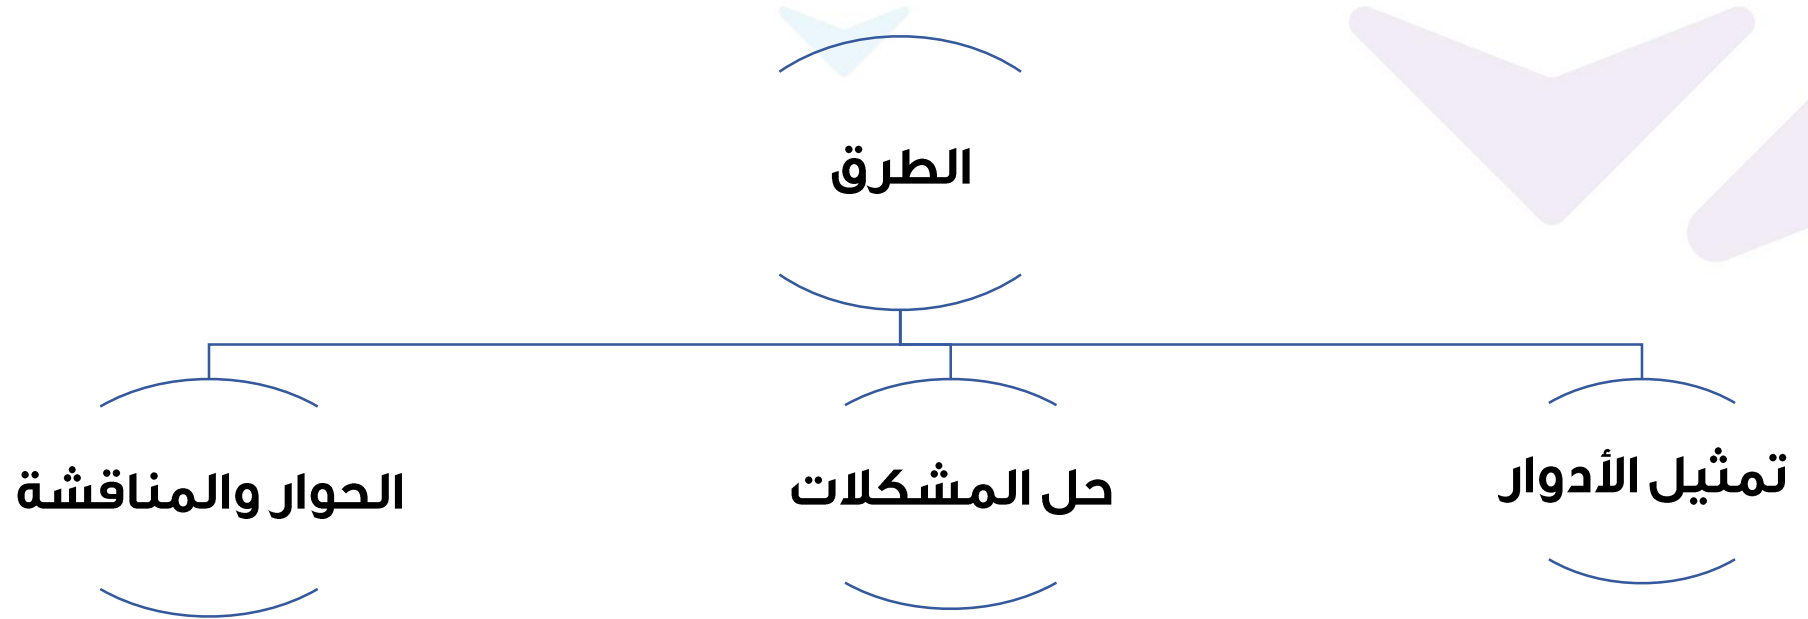 الطرق
تمثيل الأدوار
حل المشكلات
الحوار والمناقشة